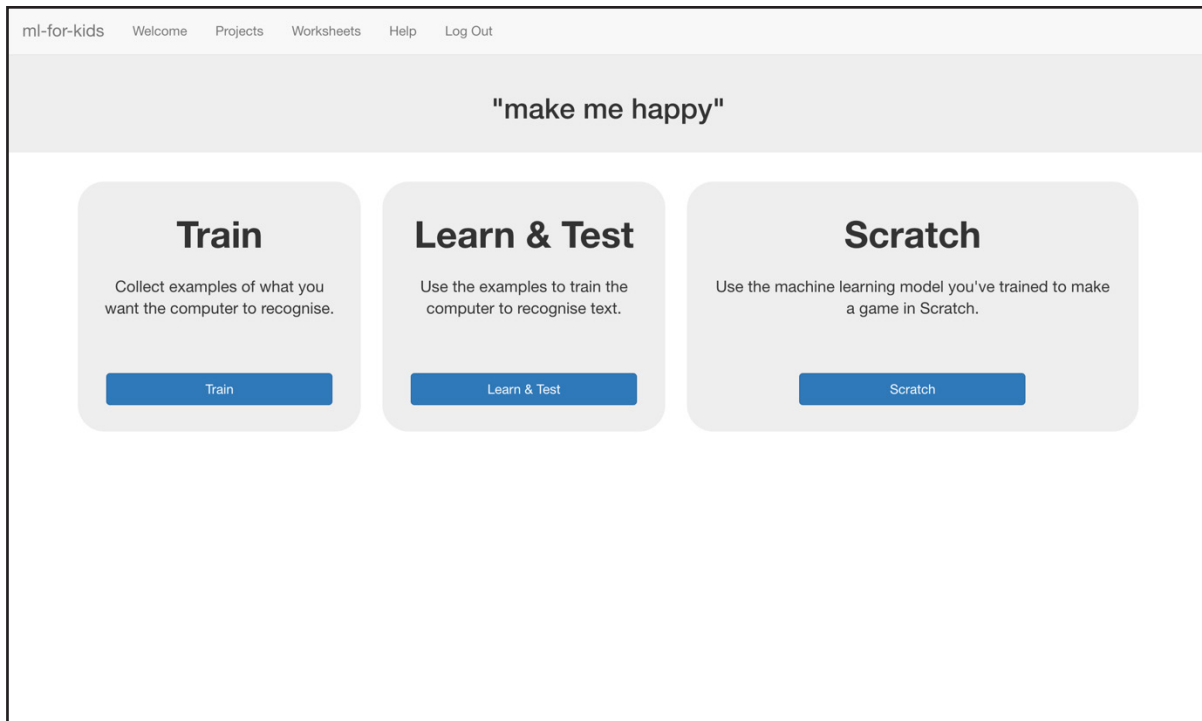 ml-for-kids Welcome Projects Worksheets Help Log Out
"make me happy"
Train
Collect examples of what you
want the computer to recognise.
Train
Learn & Test
Use the examples to train the
computer to recognise text.
Learn & Test
Scratch
Use the machine learning model you've trained to make
a game in Scratch.
Scratch